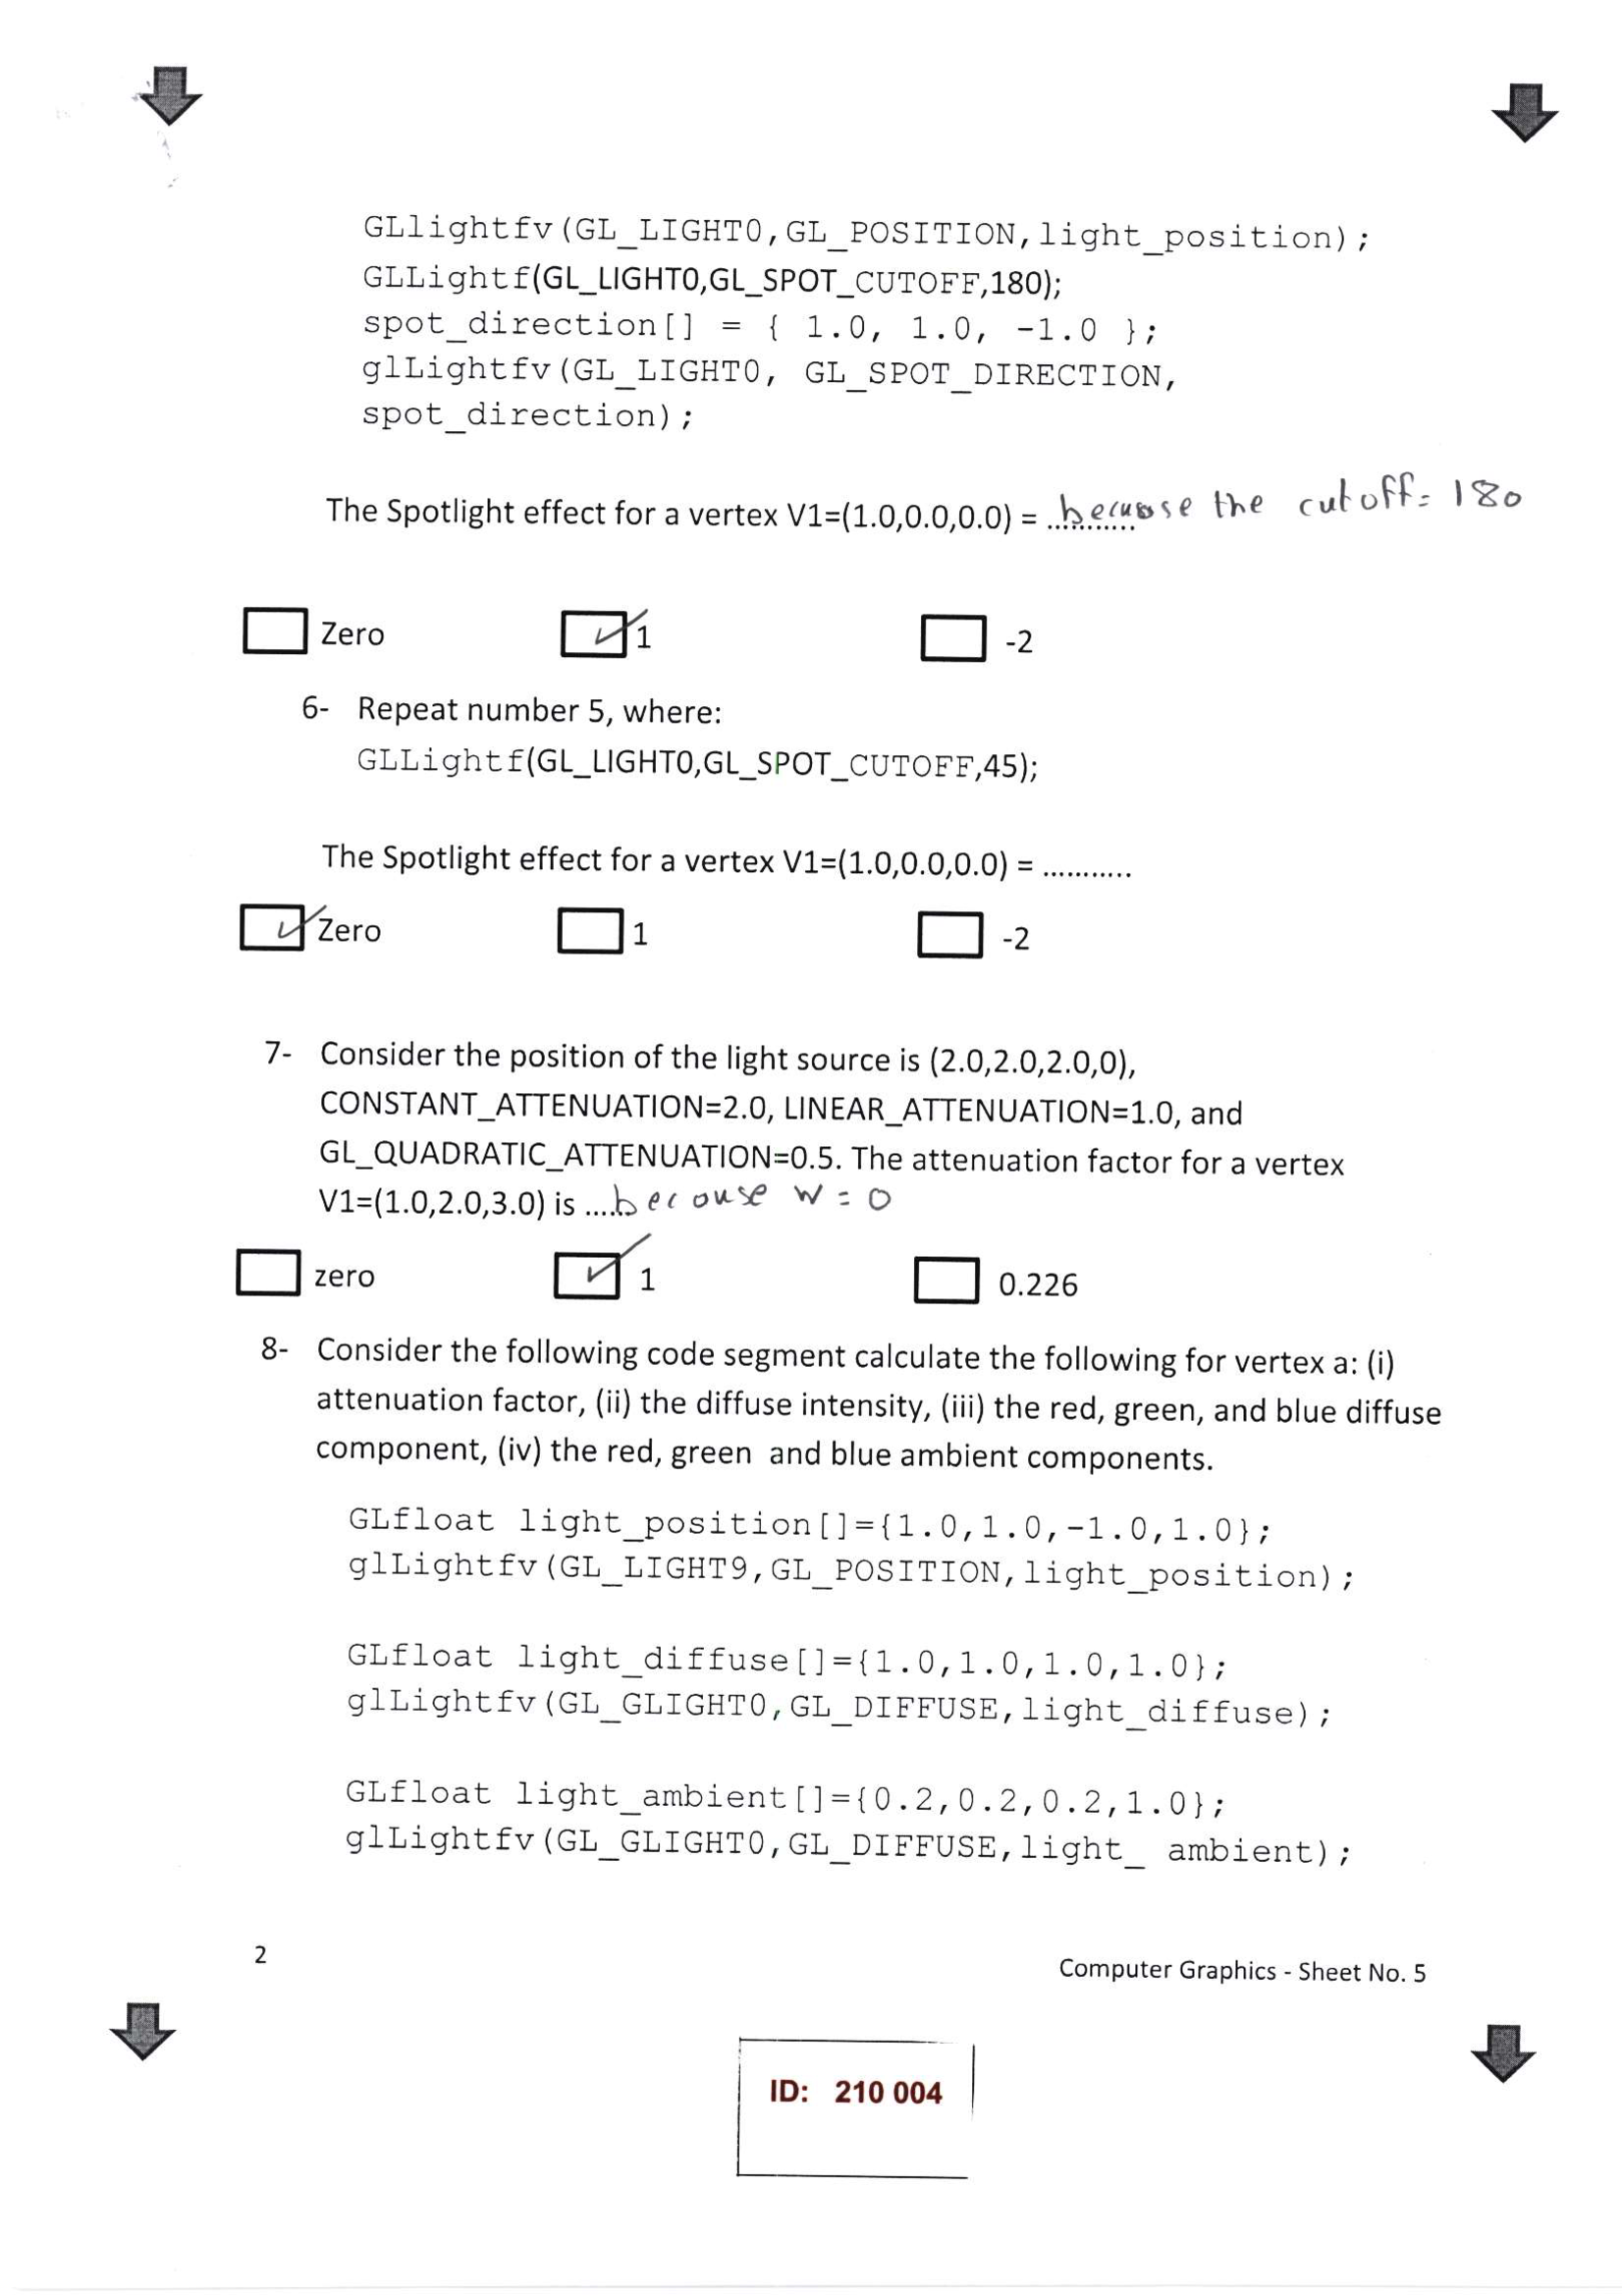 GLlightfv(GL_LIGHT0,GL_POSITION,light_position);
GLLightf(GL_LIGHT0,GL_SPOT_CUTOFF,180);
spot_direction[] = { 1.0, 1.0, -1.0 };
glLightfv(GL_LIGHT0, GL_SPOT_DIRECTION,
spot_direction);
The Spotlight effect for a vertex V1=(1.0,0.0,0.0) = ........... becuose the cutoff= 180
Zero 1 -2
6- Repeat number 5, where:
GLLightf(GL_LIGHT0,GL_SPOT_CUTOFF,45);
The Spotlight effect for a vertex V1=(1.0,0.0,0.0) = ...........
Zero 1 -2
7- Consider the position of the light source is (2.0,2.0,2.0,0),
CONSTANT_ATTENUATION=2.0, LINEAR_ATTENUATION=1.0, and
GL_QUADRATIC_ATTENUATION=0.5. The attenuation factor for a vertex
V1=(1.0,2.0,3.0) is ..... becouse w = 0
zero 1 0.226
8- Consider the following code segment calculate the following for vertex a: (i)
attenuation factor, (ii) the diffuse intensity, (iii) the red, green, and blue diffuse
component, (iv) the red, green and blue ambient components.
GLfloat light_position[]={1.0,1.0,-1.0,1.0};
glLightfv(GL_LIGHT9,GL_POSITION,light_position);
GLfloat light_diffuse[]={1.0,1.0,1.0,1.0};
glLightfv(GL_GLIGHT0,GL_DIFFUSE,light_diffuse);
GLfloat light_ambient[]={0.2,0.2,0.2,1.0};
glLightfv(GL_GLIGHT0,GL_DIFFUSE,light_ ambient);
2 Computer Graphics - Sheet No. 5
ID: 210 004